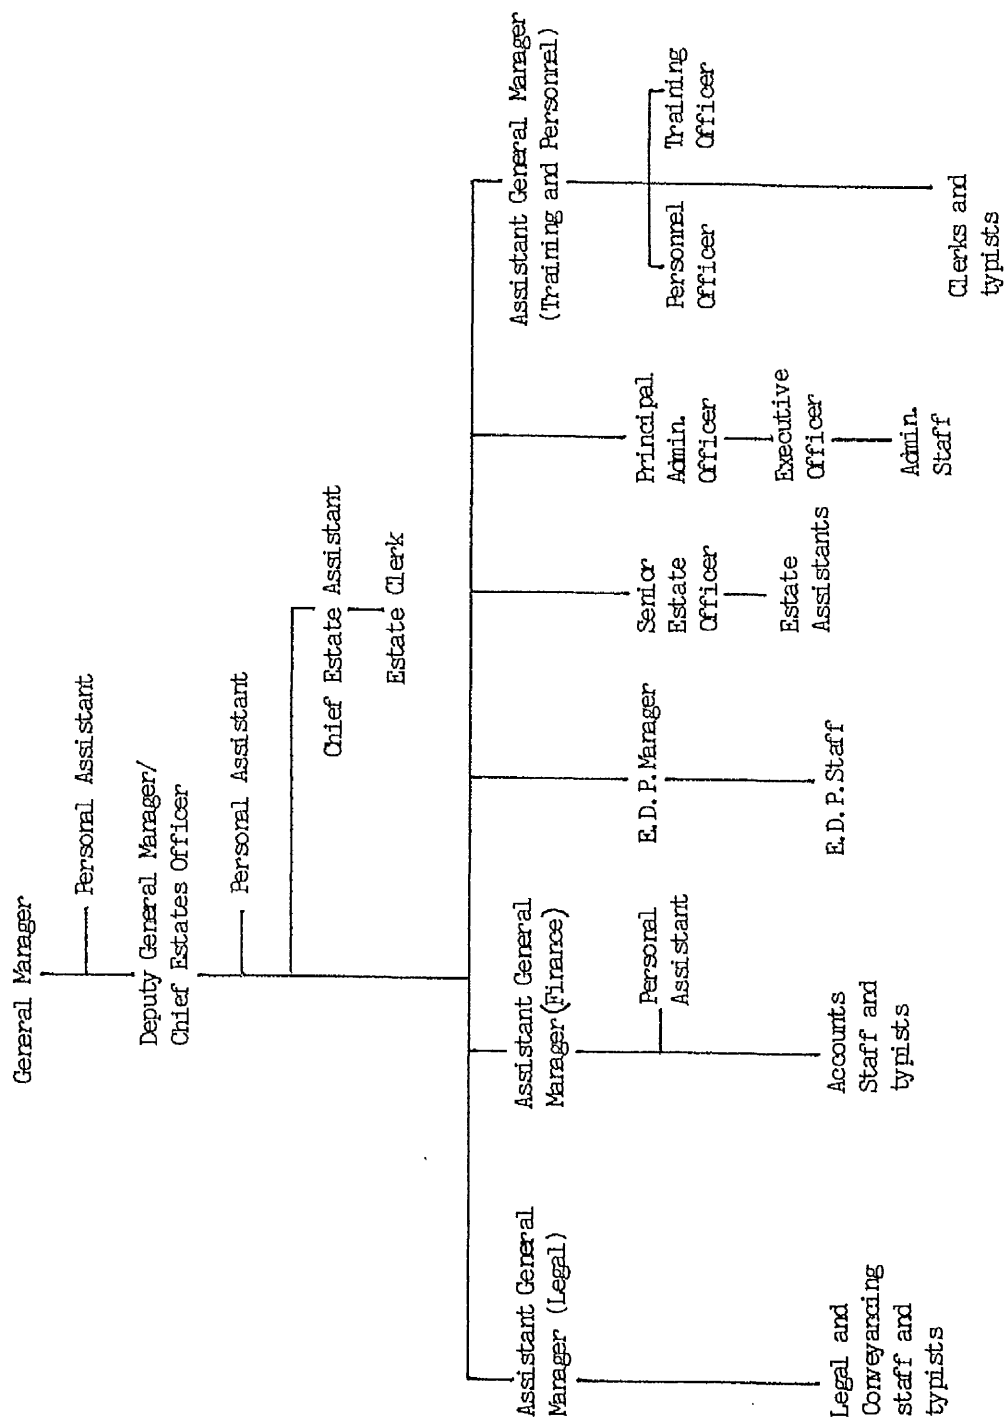 General Manager
Personal Assistant
Deputy General Manager/
Chief Estates Officer
Personal Assistant
Chief Estate Assistant
Estate Clerk
Assistant General
Manager (Legal)
Legal and
Conveyancing
staff and
typists
Assistant General
Manager(Finance)
Personal
Assistant
Accounts
Staff and
typists
E.D.P.Manager
E.D.P.Staff
Senior
Estate
Officer
Estate
Assistants
Principal
Admin.
Officer
Executive
Officer
Admin.
Staff
Assistant General Manager
(Training and Personnel)
Personnel
Officer
Training
Officer
Clerks and
typists